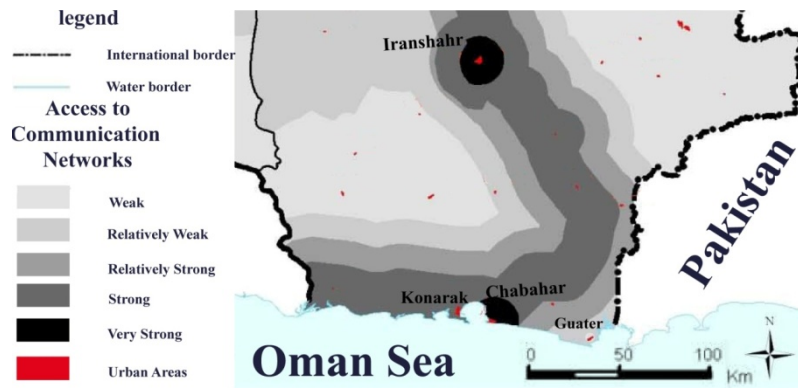 legend
International border
Water border
Access to
Communication
Networks
Weak
Relatively Weak
Relatively Strong
Strong
Very Strong
Urban Areas
Iranshahr
Pakistan
Konarak
Chabahar
Guater
Oman Sea
N
0 50 100
Km